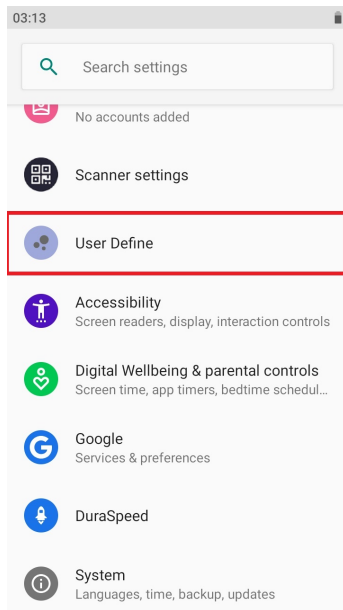 03:13
Search settings
No accounts added
Scanner settings
User Define
Accessibility
Screen readers, display, interaction controls
Digital Wellbeing & parental controls
Screen time, app timers, bedtime schedul...
Google
Services & preferences
DuraSpeed
System
Languages, time, backup, updates